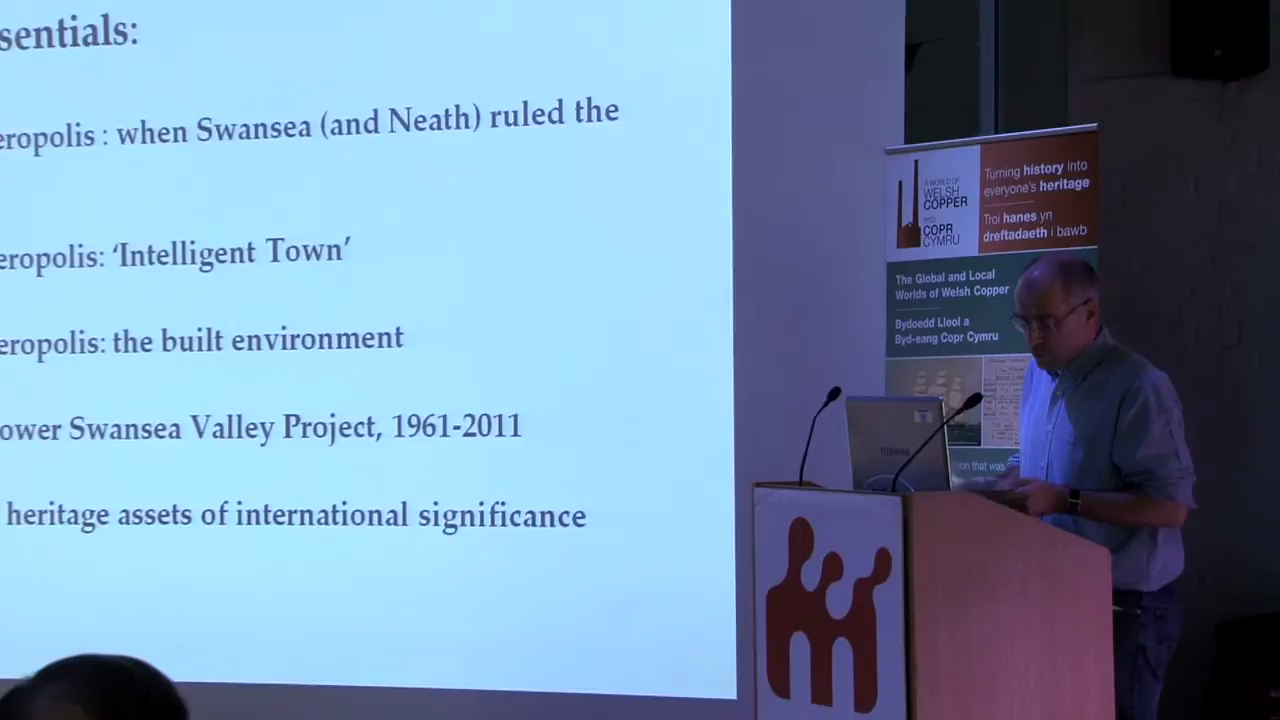 sentials:
eropolis : when Swansea (and Neath) ruled the
eropolis: ‘Intelligent Town’
eropolis: the built environment
ower Swansea Valley Project, 1961-2011
heritage assets of international significance
A WORLD OF
WELSH
COPPER
BYD
COPR
CYMRU
Turning history into
everyone's heritage
Troi hanes yn
dreftadaeth i bawb
The Global and Local
Worlds of Welsh Copper
Bydoedd Lleol a
Byd-eang Copr Cymru
ion that was
TOSHIBA